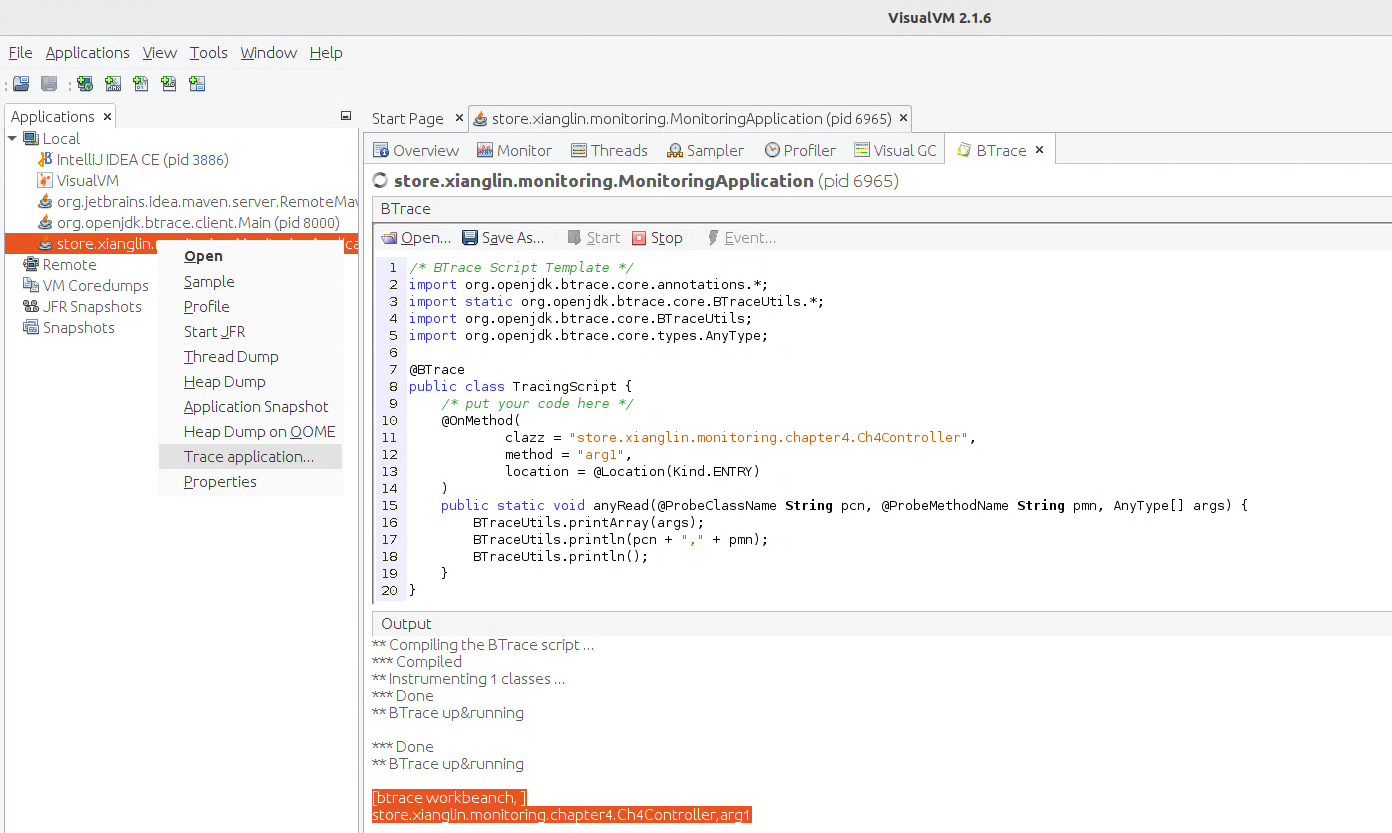 VisualVM 2.1.6
File Applications View Tools Window Help
Applications
Local
IntelliJ IDEA CE (pid 3886)
VisualVM
org.jetbrains.idea.maven.server.RemoteMav
org.openjdk.btrace.client.Main (pid 8000)
store.xianglin.
Remote
VM Coredumps
JFR Snapshots
Snapshots
Open
Sample
Profile
Start JFR
Thread Dump
Heap Dump
Application Snapshot
Heap Dump on OOME
Trace application...
Properties
Start Page store.xianglin.monitoring.MonitoringApplication (pid 6965)
Overview Monitor Threads Sampler Profiler Visual GC BTrace
store.xianglin.monitoring.MonitoringApplication (pid 6965)
BTrace
Open... Save As... Start Stop Event...
1 /* BTrace Script Template */
2 import org.openjdk.btrace.core.annotations.*;
3 import static org.openjdk.btrace.core.BTraceUtils.*;
4 import org.openjdk.btrace.core.BTraceUtils;
5 import org.openjdk.btrace.core.types.AnyType;
6
7 @BTrace
8 public class TracingScript {
9 /* put your code here */
10 @OnMethod(
11 clazz = "store.xianglin.monitoring.chapter4.Ch4Controller",
12 method = "arg1",
13 location = @Location(Kind.ENTRY)
14 )
15 public static void anyRead(@ProbeClassName String pcn, @ProbeMethodName String pmn, AnyType[] args) {
16 BTraceUtils.printArray(args);
17 BTraceUtils.println(pcn + "," + pmn);
18 BTraceUtils.println();
19 }
20 }
Output
** Compiling the BTrace script ...
*** Compiled
** Instrumenting 1 classes ...
*** Done
** BTrace up&running
*** Done
** BTrace up&running
[btrace workbeanch, ]
store.xianglin.monitoring.chapter4.Ch4Controller,arg1